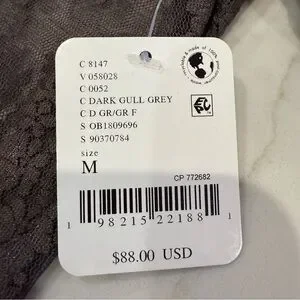 C 8147
V 058028
C 0052
C DARK GULL GREY
C D GR/GR F
S OB1809696
S 90370784
size
M
CP 772682
1 98215 22188 1
$88.00 USD